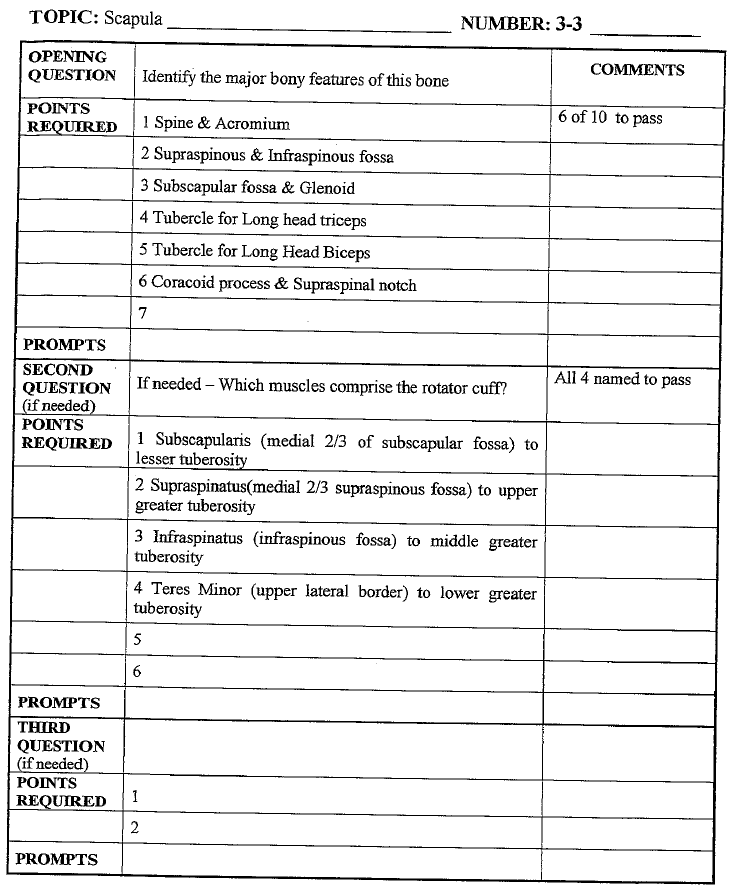 TOPIC: Scapula NUMBER: 3-3
OPENING
QUESTION
Identify the major bony features of this bone
COMMENTS
POINTS
REQUIRED
1 Spine & Acromium
6 of 10 to pass
2 Supraspinous & Infraspinous fossa
3 Subscapular fossa & Glenoid
4 Tubercle for Long head triceps
5 Tubercle for Long Head Biceps
6 Coracoid process & Supraspinal notch
7
PROMPTS
SECOND
QUESTION
(if needed)
If needed – Which muscles comprise the rotator cuff?
All 4 named to pass
POINTS
REQUIRED
1 Subscapularis (medial 2/3 of subscapular fossa) to
lesser tuberosity
2 Supraspinatus(medial 2/3 supraspinous fossa) to upper
greater tuberosity
3 Infraspinatus (infraspinous fossa) to middle greater
tuberosity
4 Teres Minor (upper lateral border) to lower greater
tuberosity
5
6
PROMPTS
THIRD
QUESTION
(if needed)
POINTS
REQUIRED
1
2
PROMPTS